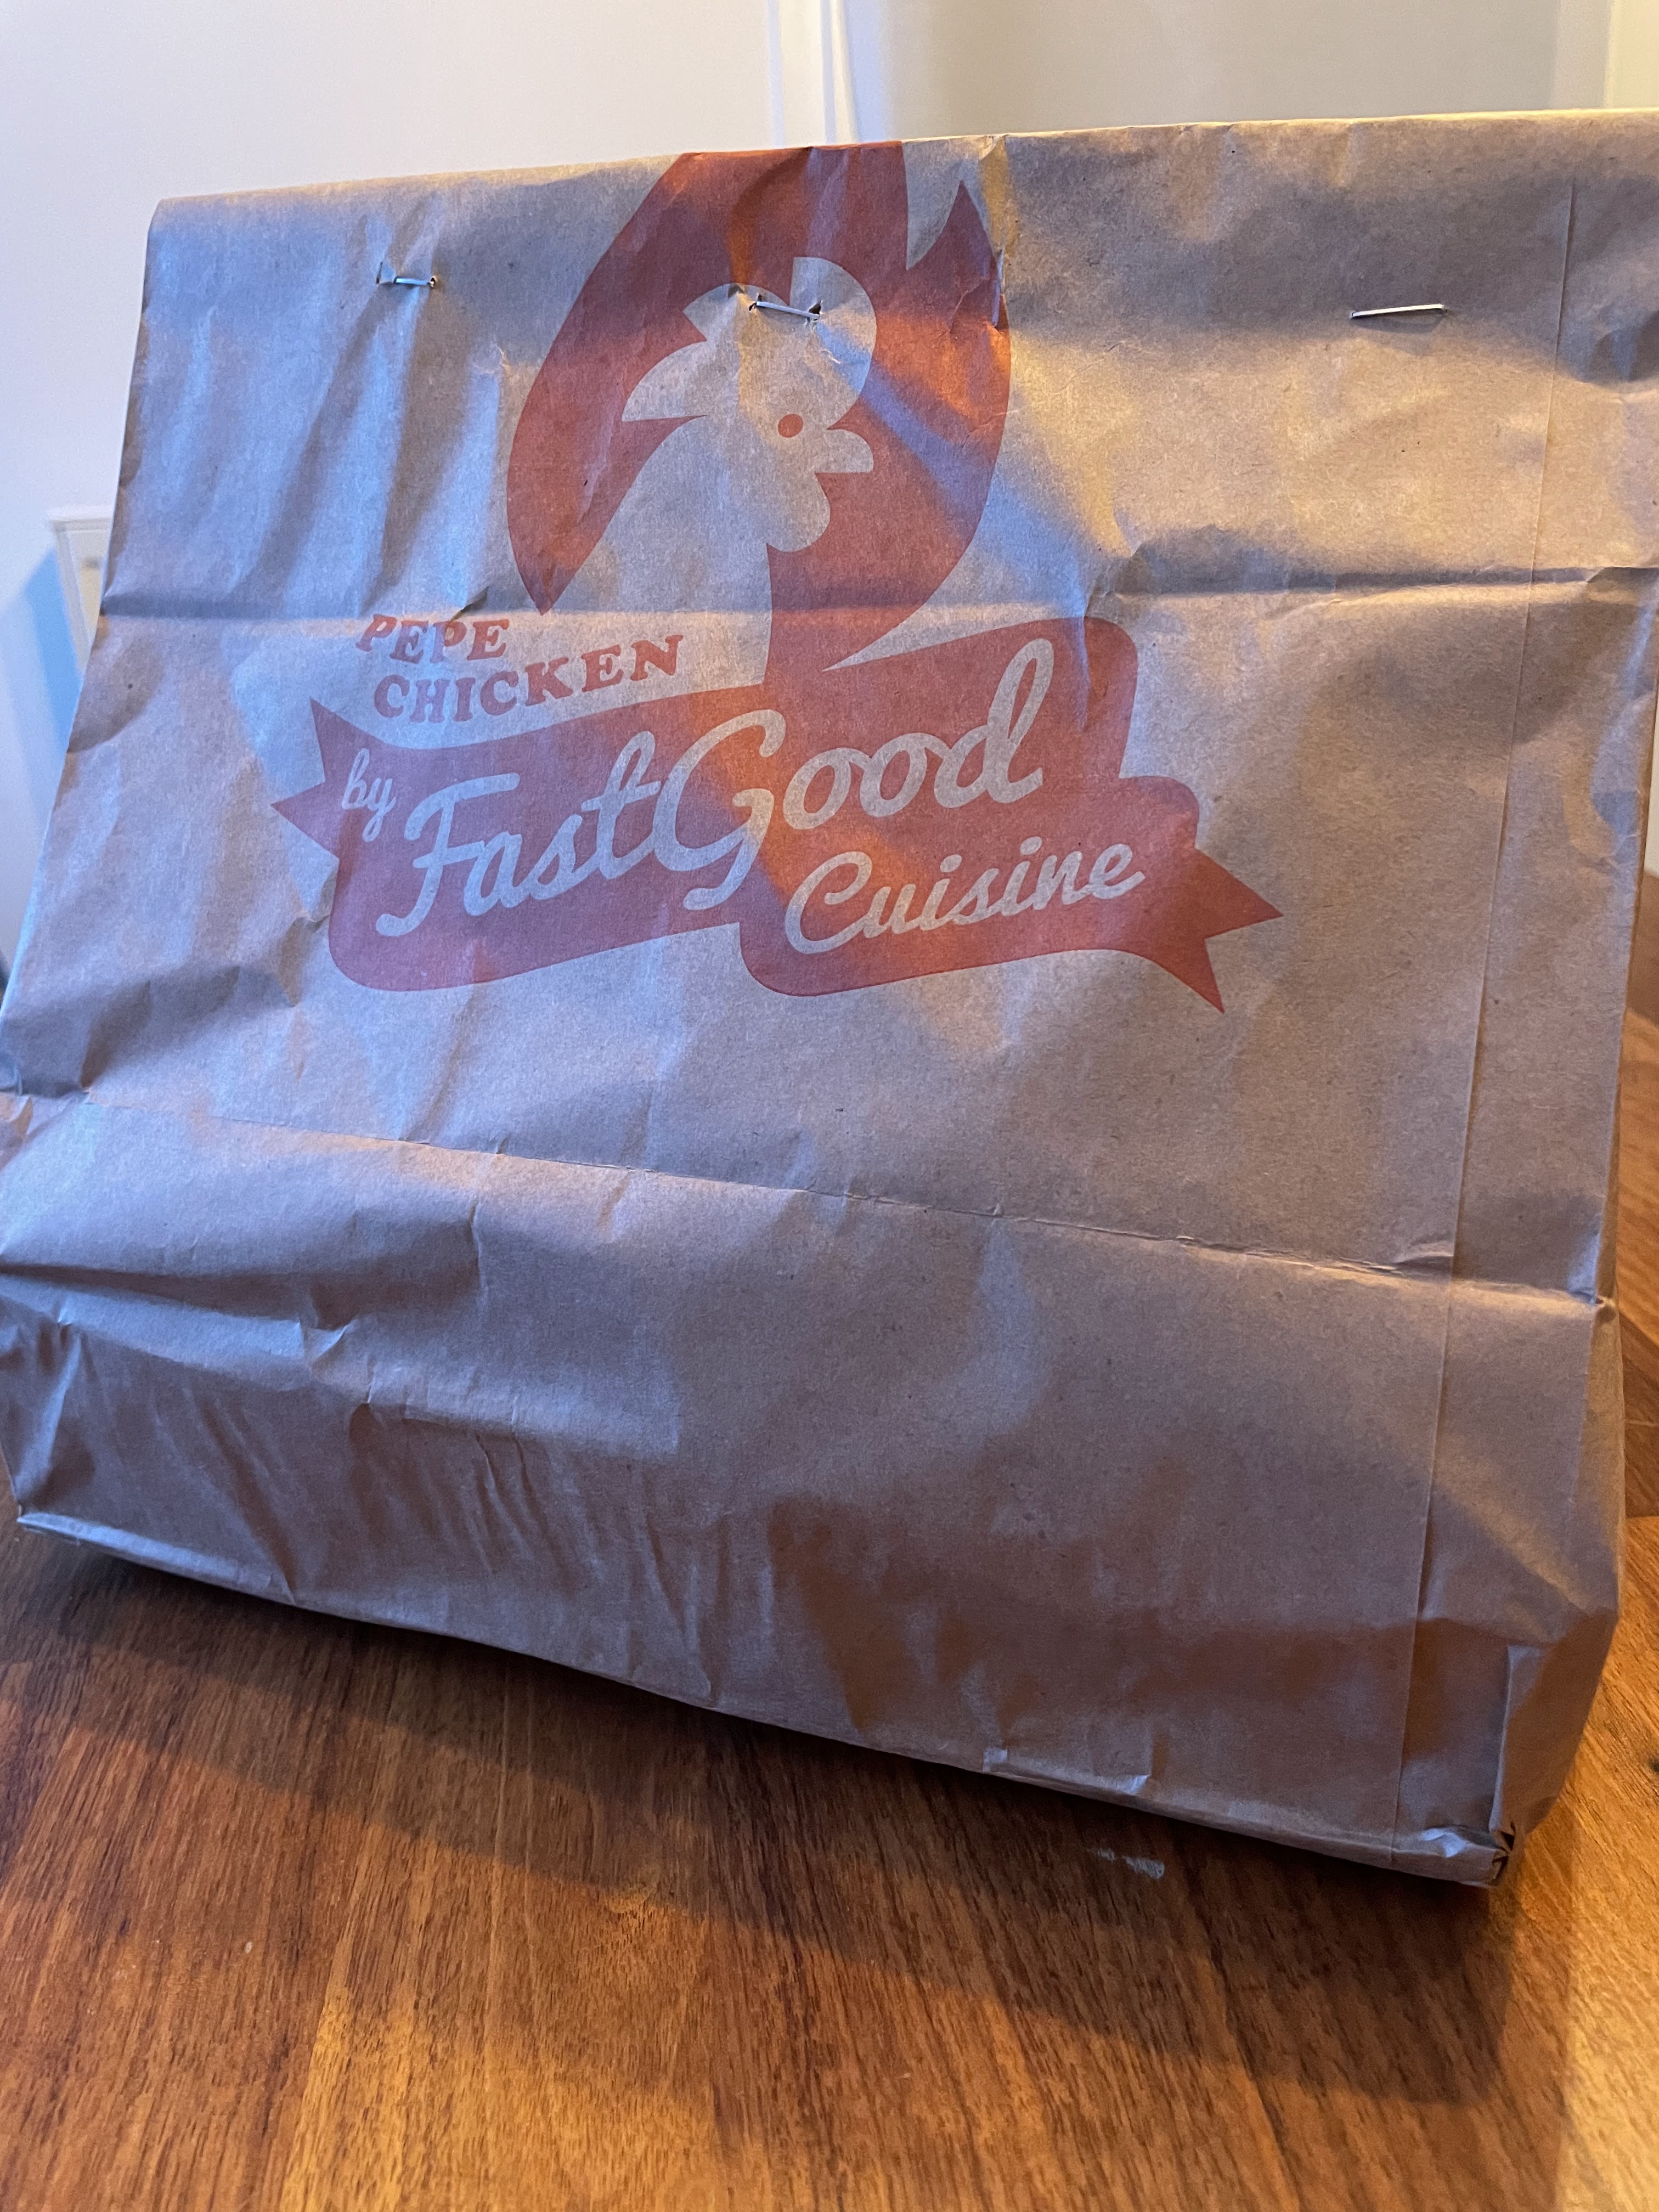 PEPE
CHICKEN
by FastGood
Cuisine